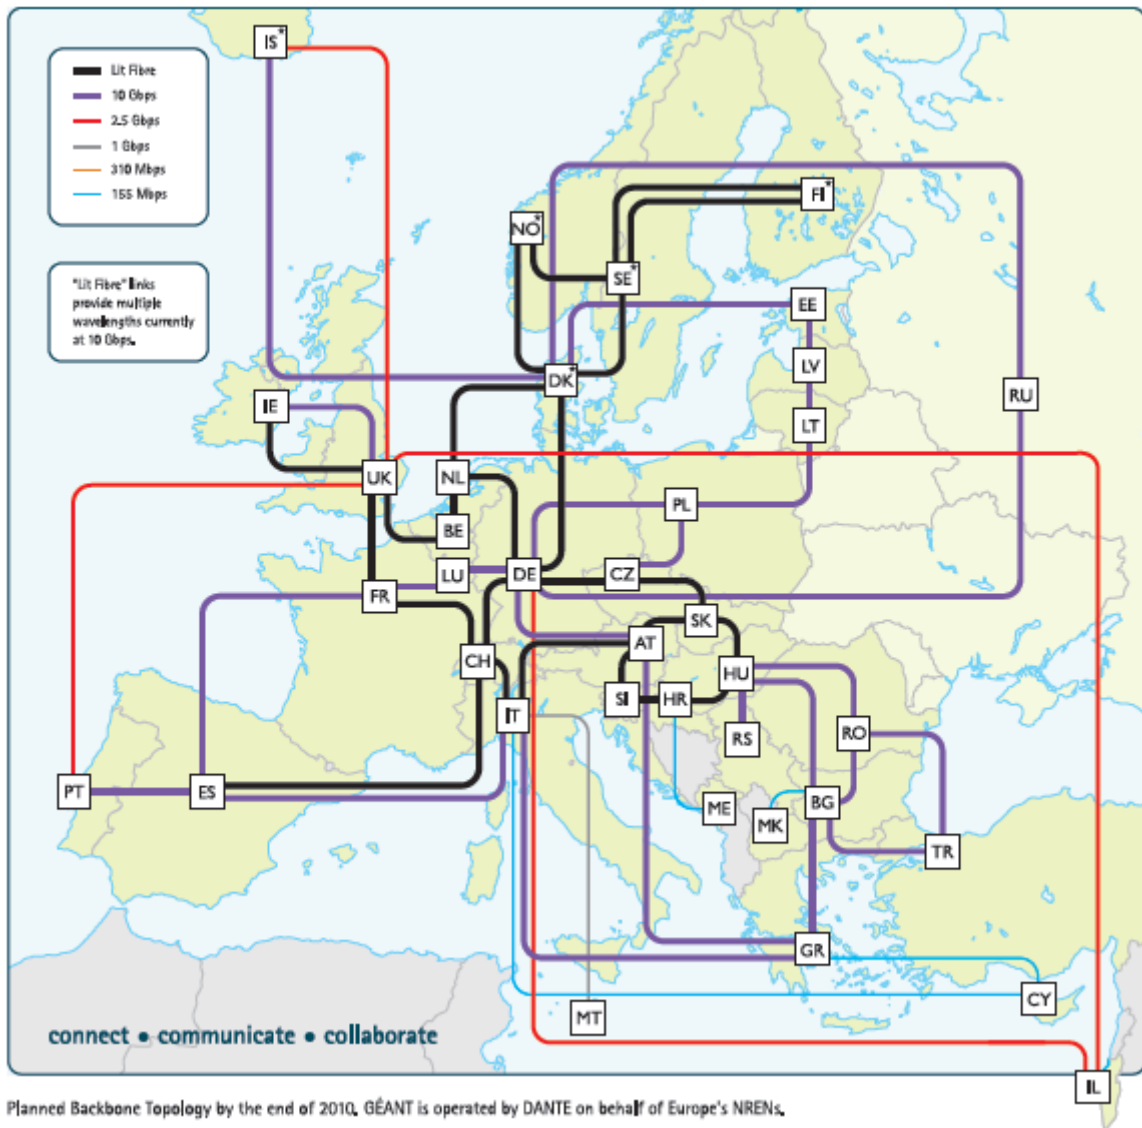 IS*
Lit Fibre
10 Gbps
2.5 Gbps
1 Gbps
310 Mbps
155 Mbps
FI*
NO*
SE*
"Lit Fibre" links
provide multiple
wavelengths currently
at 10 Gbps.
EE
LV
DK*
RU
IE
LT
UK
NL
PL
BE
LU
DE
CZ
FR
SK
AT
CH
HU
SI
HR
IT
RS
RO
PT
ES
ME
BG
MK
TR
GR
CY
MT
connect • communicate • collaborate
IL
Planned Backbone Topology by the end of 2010. GÉANT is operated by DANTE on behalf of Europe's NRENs.